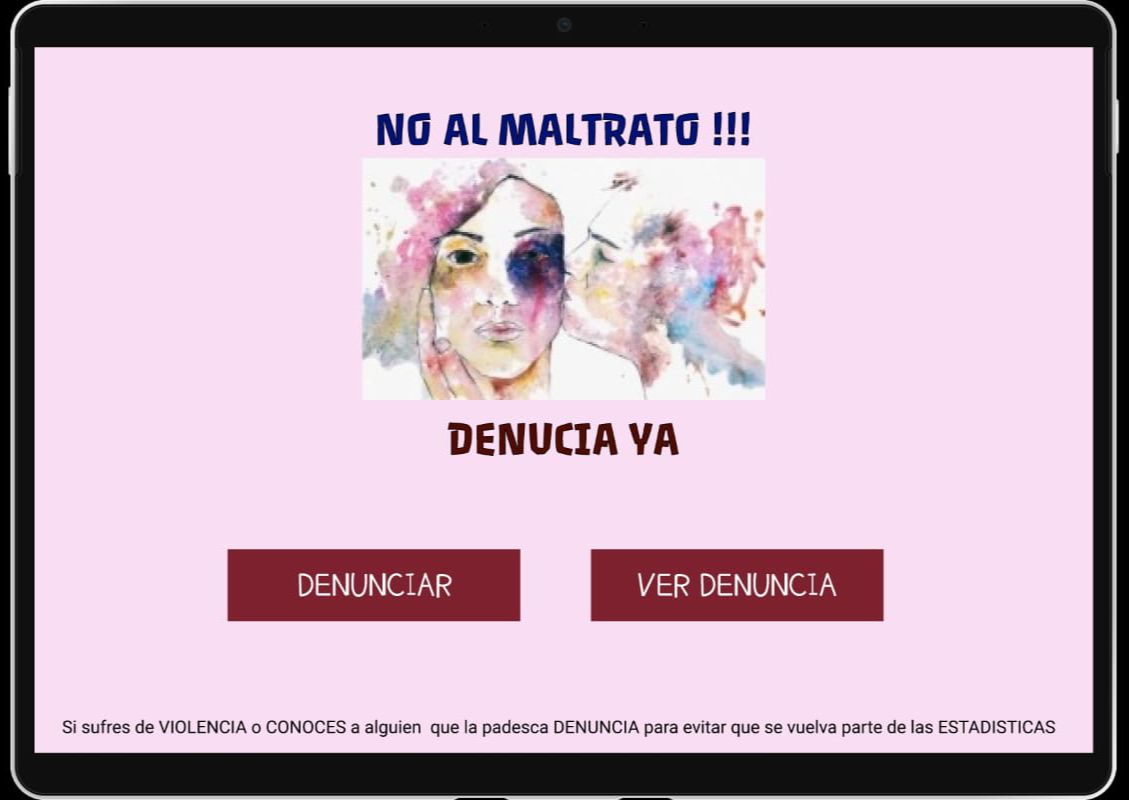 NO AL MALTRATO !!!
DENUCIA YA
DENUNCIAR
VER DENUNCIA
Si sufres de VIOLENCIA o CONOCES a alguien  que la padesca DENUNCIA para evitar que se vuelva parte de las ESTADISTICAS